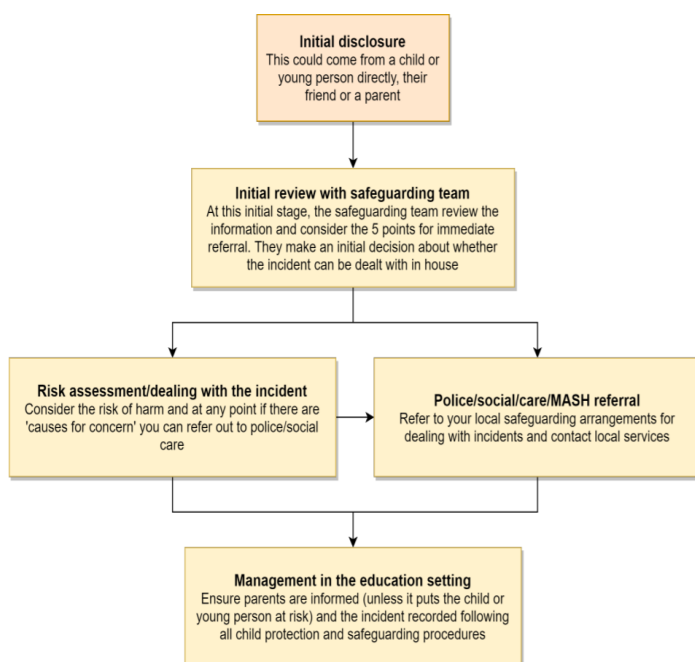 Initial disclosure
This could come from a child or
young person directly, their
friend or a parent
Initial review with safeguarding team
At this initial stage, the safeguarding team review the
information and consider the 5 points for immediate
referral. They make an initial decision about whether
the incident can be dealt with in house
Risk assessment/dealing with the incident
Consider the risk of harm and at any point if there are
'causes for concern' you can refer out to police/social
care
Police/social/care/MASH referral
Refer to your local safeguarding arrangements for
dealing with incidents and contact local services
Management in the education setting
Ensure parents are informed (unless it puts the child or
young person at risk) and the incident recorded following
all child protection and safeguarding procedures